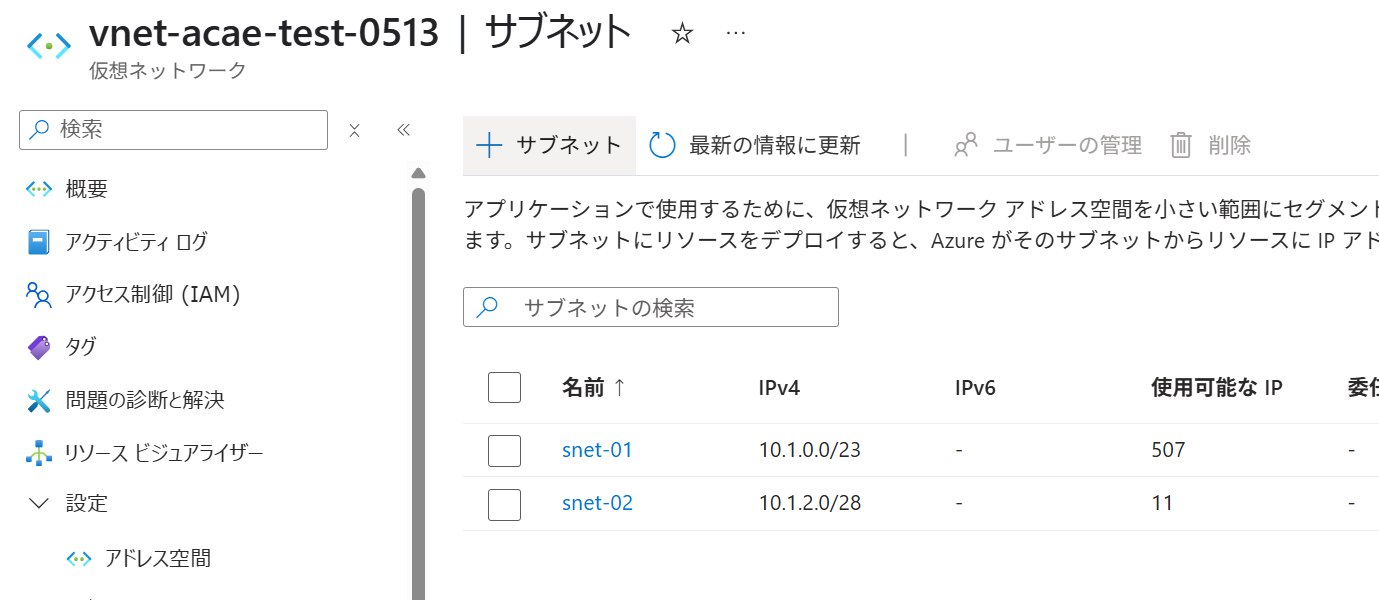 vnet-acae-test-0513 | サブネット ☆ …
仮想ネットワーク
検索
サブネット 最新の情報に更新 | ユーザーの管理 削除
概要
アクティビティ ログ
アクセス制御 (IAM)
タグ
問題の診断と解決
リソース ビジュアライザー
設定
アドレス空間
アプリケーションで使用するために、仮想ネットワーク アドレス空間を小さい範囲にセグメント
ます。サブネットにリソースをデプロイすると、Azure がそのサブネットからリソースに IP アド
サブネットの検索
名前 ↑ IPv4 IPv6 使用可能な IP 委任
snet-01 10.1.0.0/23 - 507 -
snet-02 10.1.2.0/28 - 11 -